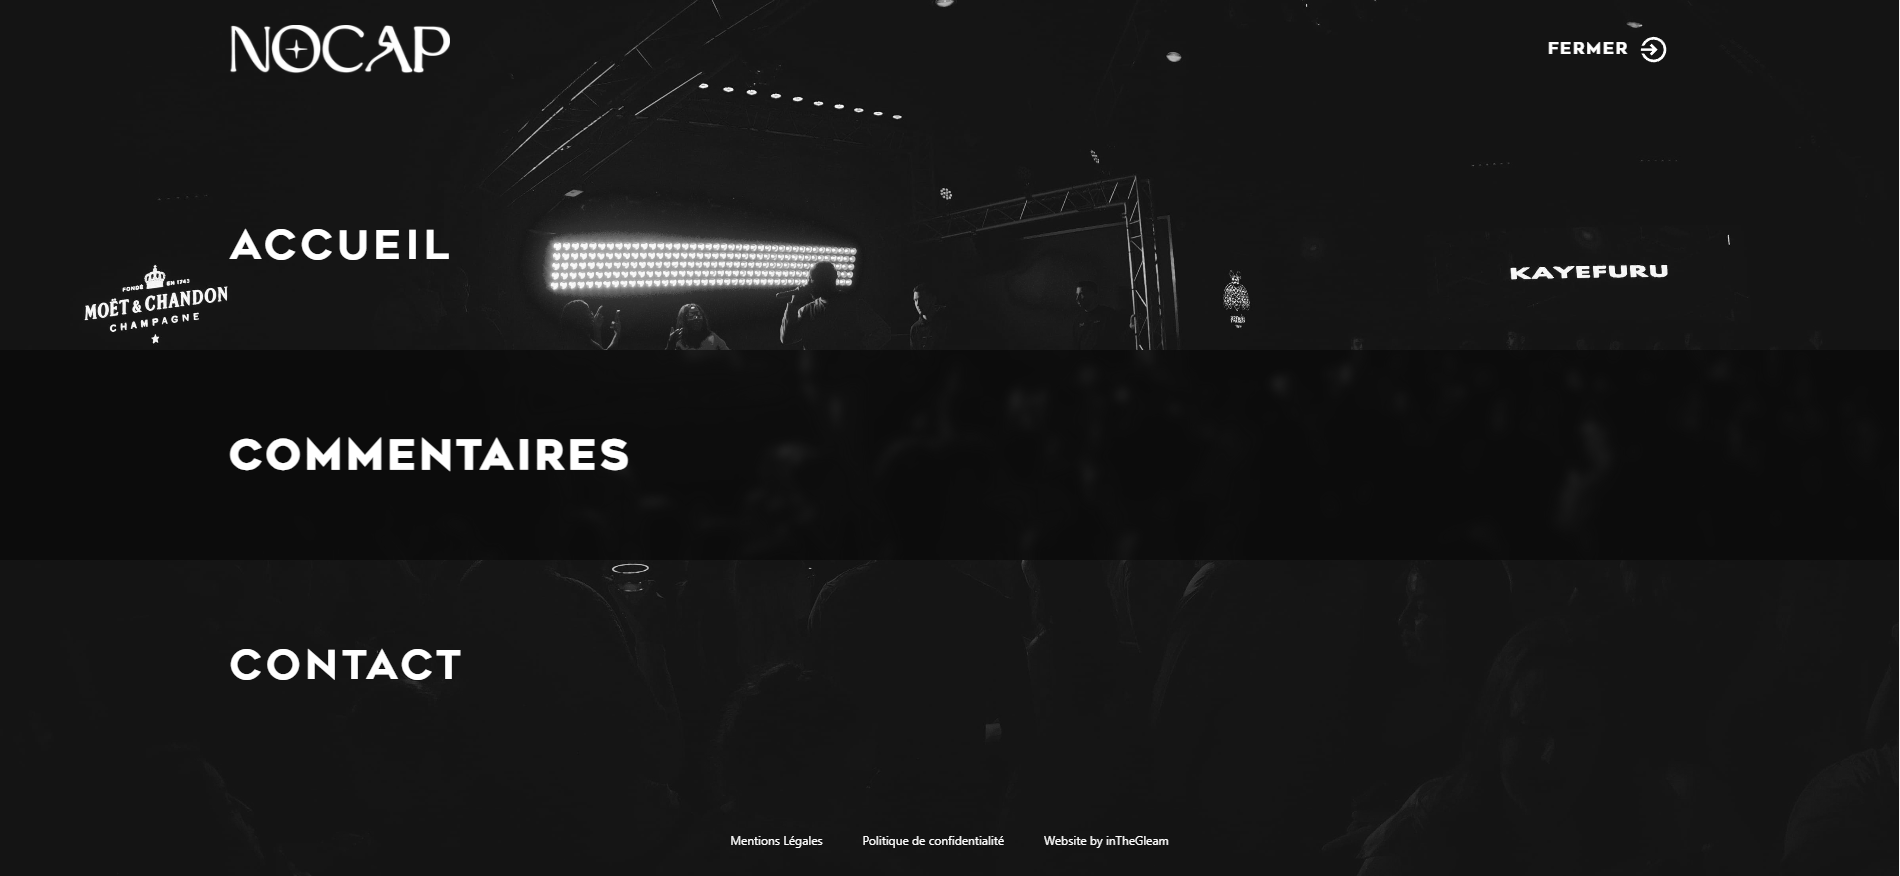 NOCAP
FERMER
ACCUEIL
FONDÉ EN 1743
MOËT & CHANDON
CHAMPAGNE
KAYEFURU
COMMENTAIRES
CONTACT
Mentions Légales
Politique de confidentialité
Website by inTheGleam